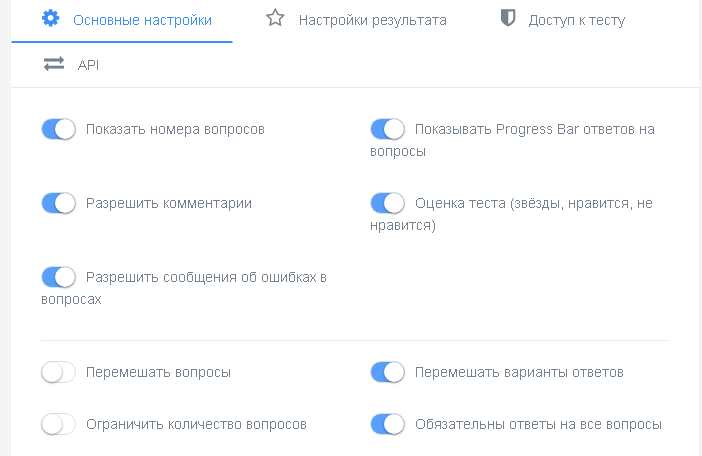 Основные настройки
Настройки результата
Доступ к тесту
API
Показать номера вопросов
Показывать Progress Bar ответов на
вопросы
Разрешить комментарии
Оценка теста (звёзды, нравится, не
нравится)
Разрешить сообщения об ошибках в
вопросах
Перемешать вопросы
Перемешать варианты ответов
Ограничить количество вопросов
Обязательны ответы на все вопросы